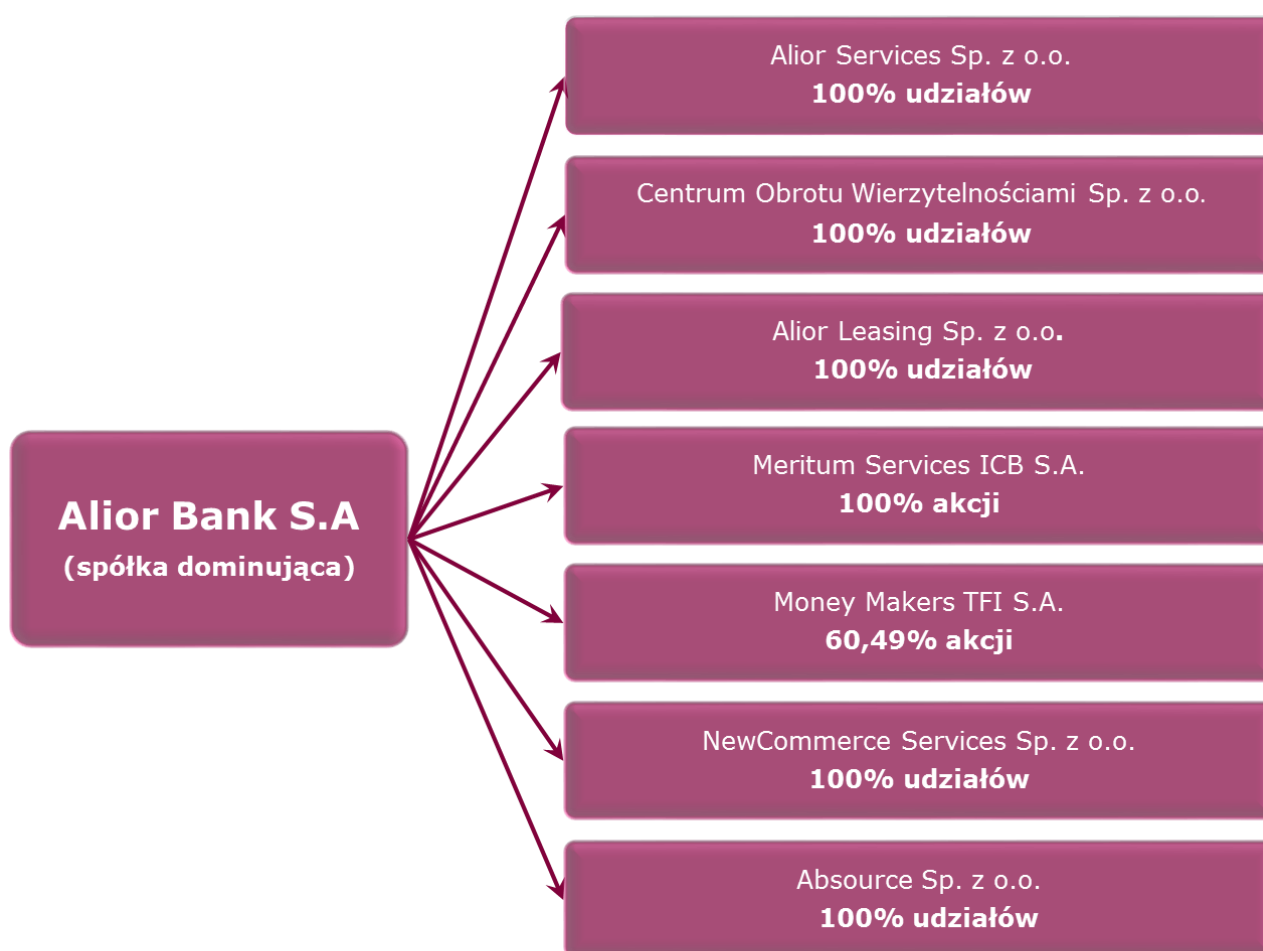 Alior Services Sp. z o.o.
100% udziałów
Centrum Obrotu Wierzytelnościami Sp. z o.o.
100% udziałów
Alior Leasing Sp. z o.o.
100% udziałów
Alior Bank S.A
(spółka dominująca)
Meritum Services ICB S.A.
100% akcji
Money Makers TFI S.A.
60,49% akcji
NewCommerce Services Sp. z o.o.
100% udziałów
Absource Sp. z o.o.
100% udziałów